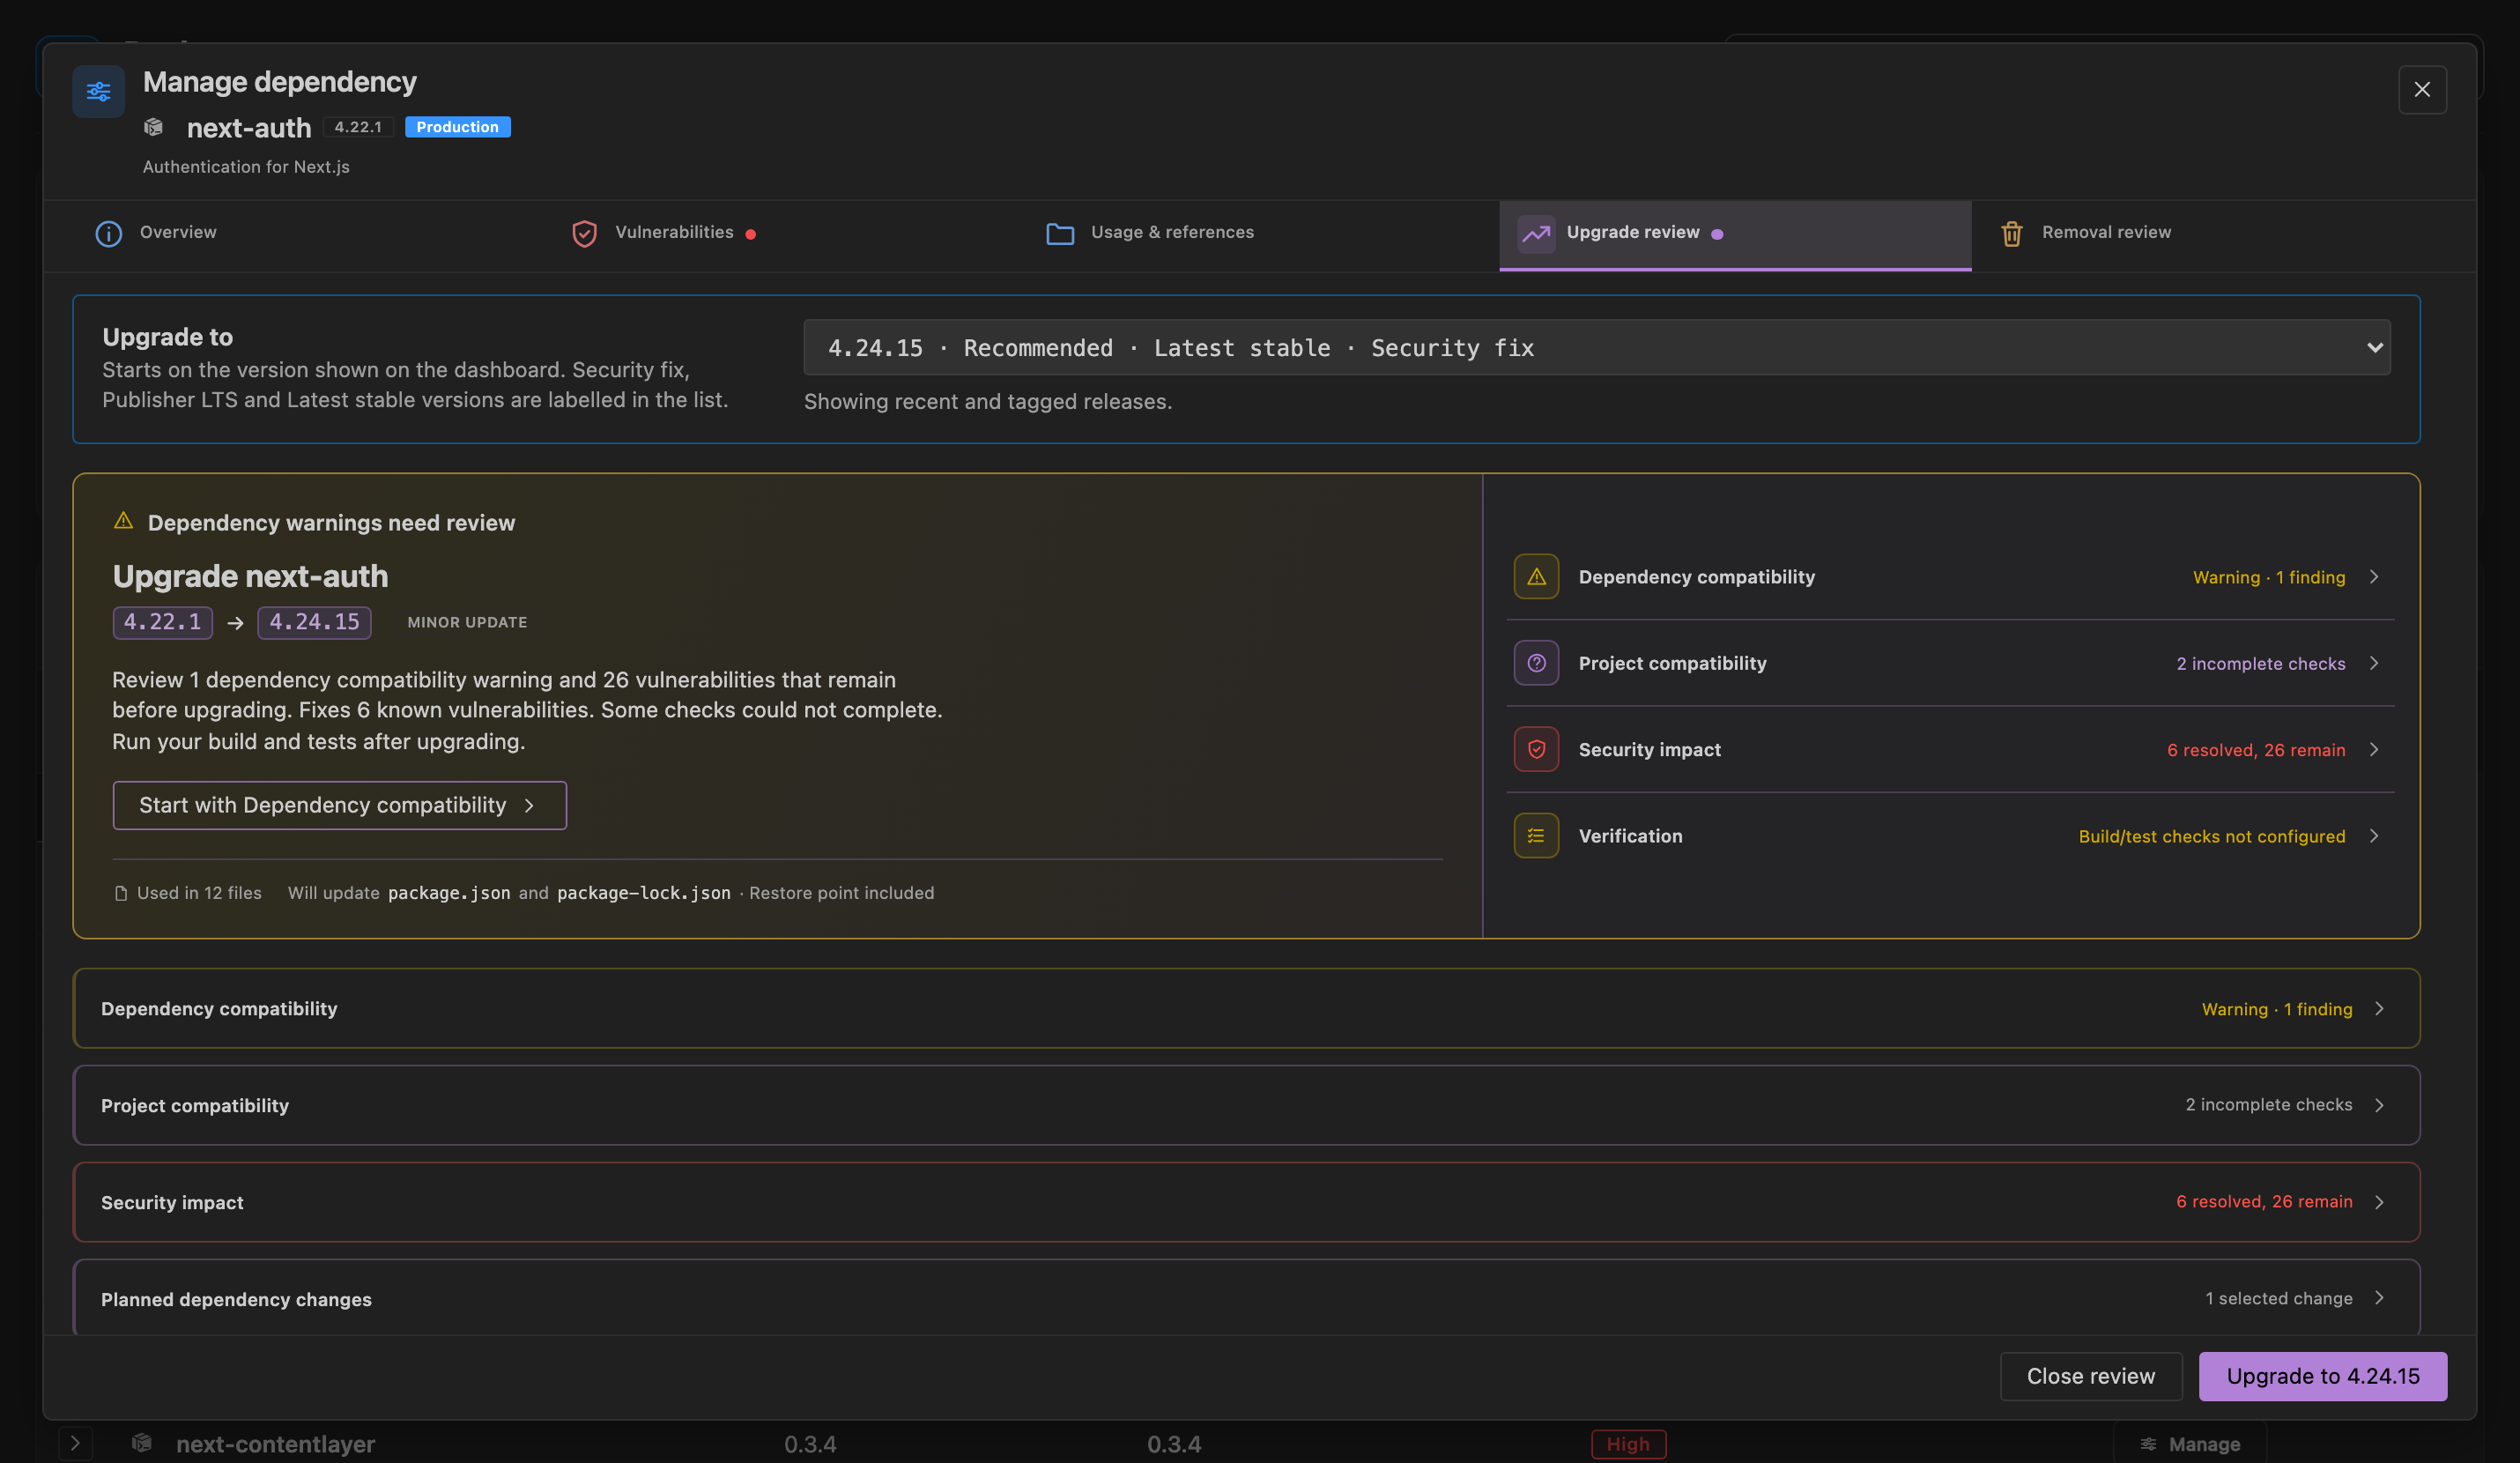 Manage dependency
next-auth 4.22.1 Production
Authentication for Next.js
Overview
Vulnerabilities
Usage & references
Upgrade review
Removal review
Upgrade to
Starts on the version shown on the dashboard. Security fix,
Publisher LTS and Latest stable versions are labelled in the list.
4.24.15 · Recommended · Latest stable · Security fix
Showing recent and tagged releases.
Dependency warnings need review
Upgrade next-auth
4.22.1 → 4.24.15 MINOR UPDATE
Review 1 dependency compatibility warning and 26 vulnerabilities that remain
before upgrading. Fixes 6 known vulnerabilities. Some checks could not complete.
Run your build and tests after upgrading.
Start with Dependency compatibility
Used in 12 files Will update package.json and package-lock.json · Restore point included
Dependency compatibility Warning · 1 finding
Project compatibility 2 incomplete checks
Security impact 6 resolved, 26 remain
Verification Build/test checks not configured
Dependency compatibility Warning · 1 finding
Project compatibility 2 incomplete checks
Security impact 6 resolved, 26 remain
Planned dependency changes 1 selected change
Close review
Upgrade to 4.24.15
next-contentlayer 0.3.4 0.3.4 High Manage